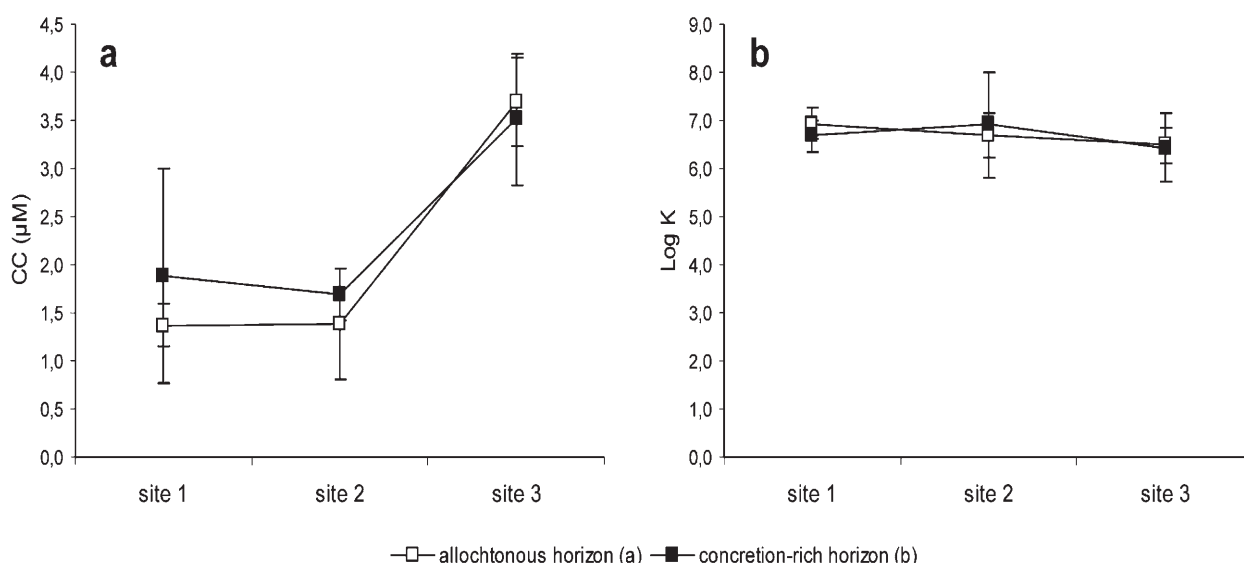 a
4,5
4,0
3,5
3,0
2,5
2,0
1,5
1,0
0,5
0,0
CC (µM)
site 1 site 2 site 3
b
9,0
8,0
7,0
6,0
5,0
4,0
3,0
2,0
1,0
0,0
Log K
site 1 site 2 site 3
allochtonous horizon (a) concretion-rich horizon (b)